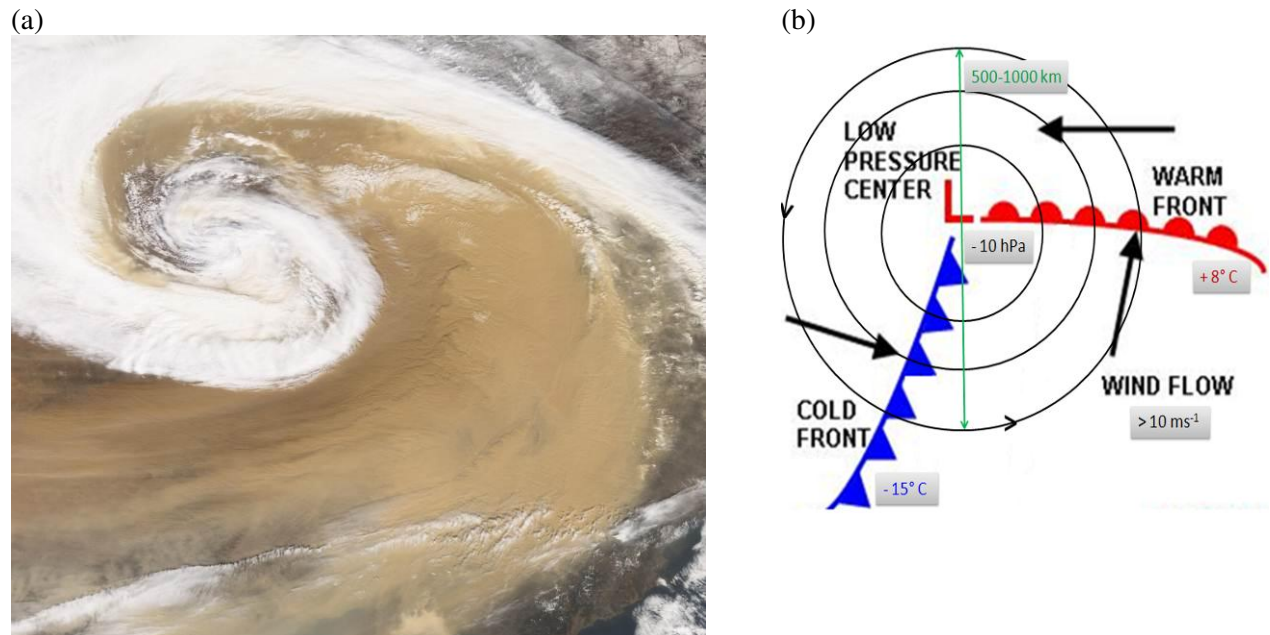 (a)
(b)
500-1000 km
LOW
PRESSURE
CENTER
L
WARM
FRONT
- 10 hPa
+ 8° C
WIND FLOW
> 10 ms⁻¹
COLD
FRONT
- 15° C